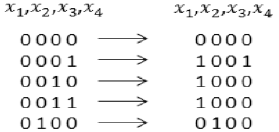 x₁,x₂,x₃,x₄ x₁,x₂,x₃,x₄
0000 → 0000
0001 → 1001
0010 → 1000
0011 → 1000
0100 → 0100